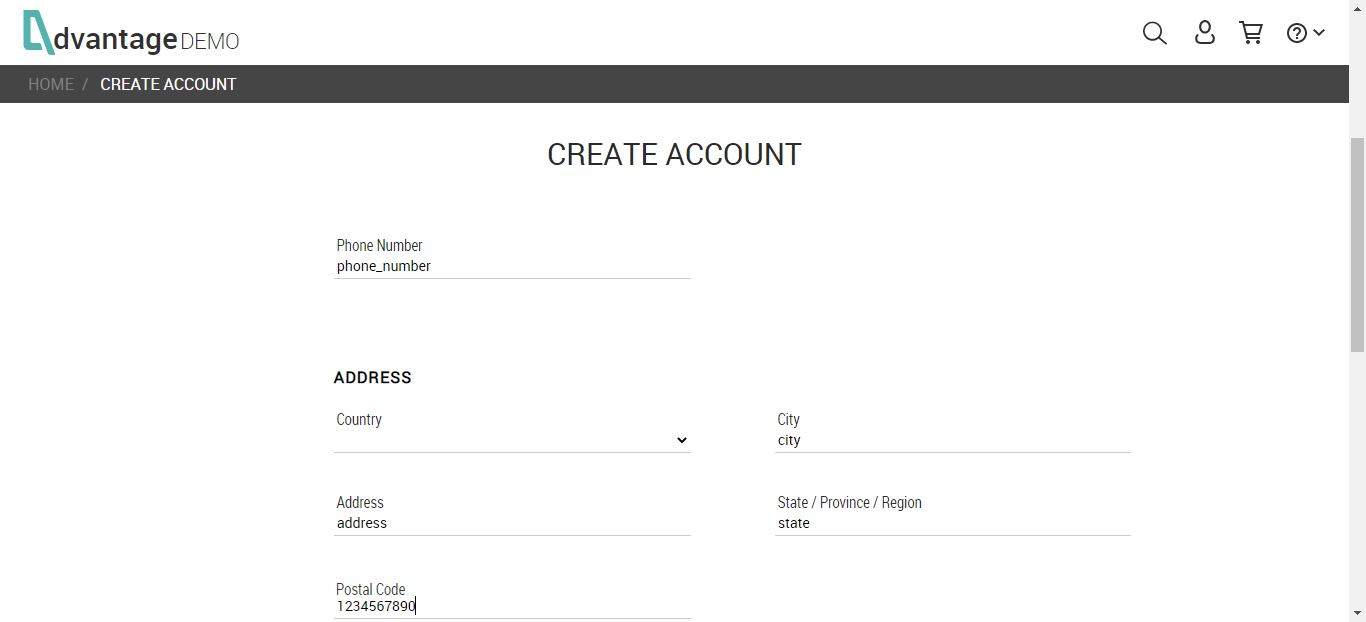 dvantage DEMO
HOME / CREATE ACCOUNT
CREATE ACCOUNT
Phone Number
phone_number
ADDRESS
Country
City
city
Address
address
State / Province / Region
state
Postal Code
1234567890